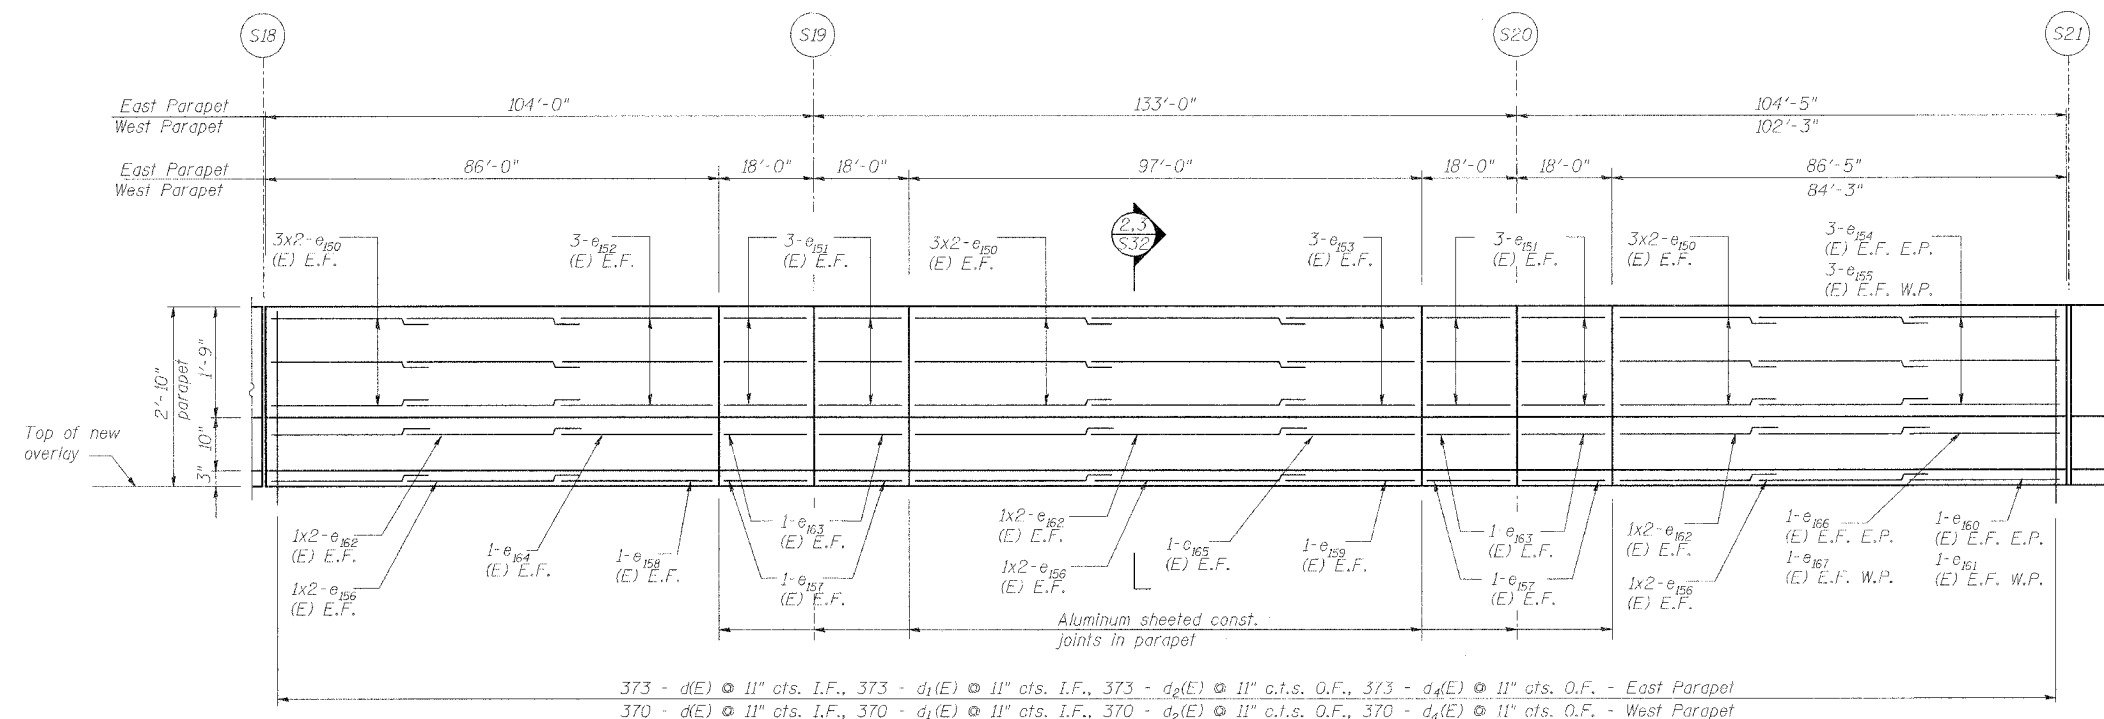 S18 S19 S20 S21
East Parapet 104'-0" 133'-0" 104'-5"
West Parapet 102'-3"
East Parapet 86'-0" 18'-0" 18'-0" 97'-0" 18'-0" 18'-0" 86'-5"
West Parapet 84'-3"
2,3
S32
3x2-e150
(E) E.F.
3-e152
(E) E.F.
3-e151
(E) E.F.
3x2-e150
(E) E.F.
3-e153
(E) E.F.
3-e151
(E) E.F.
3x2-e150
(E) E.F.
3-e154
(E) E.F. E.P.
3-e155
(E) E.F. W.P.
2'-10"
parapet
1'-9"
10"
3"
Top of new
overlay
1x2-e162
(E) E.F.
1x2-e156
(E) E.F.
1-e164
(E) E.F.
1-e158
(E) E.F.
1-e163
(E) E.F.
1-e157
(E) E.F.
1x2-e162
(E) E.F.
1x2-e156
(E) E.F.
1-e165
(E) E.F.
1-e159
(E) E.F.
1-e163
(E) E.F.
1-e157
(E) E.F.
1x2-e162
(E) E.F.
1x2-e156
(E) E.F.
1-e166
(E) E.F. E.P.
1-e167
(E) E.F. W.P.
1-e160
(E) E.F. E.P.
1-e161
(E) E.F. W.P.
Aluminum sheeted const.
joints in parapet
373 - d(E) @ 11" cts. I.F., 373 - d1(E) @ 11" cts. I.F., 373 - d2(E) @ 11" c.t.s. O.F., 373 - d4(E) @ 11" cts. O.F. - East Parapet
370 - d(E) @ 11" cts. I.F., 370 - d1(E) @ 11" cts. I.F., 370 - d2(E) @ 11" c.t.s. O.F., 370 - d4(E) @ 11" cts. O.F. - West Parapet